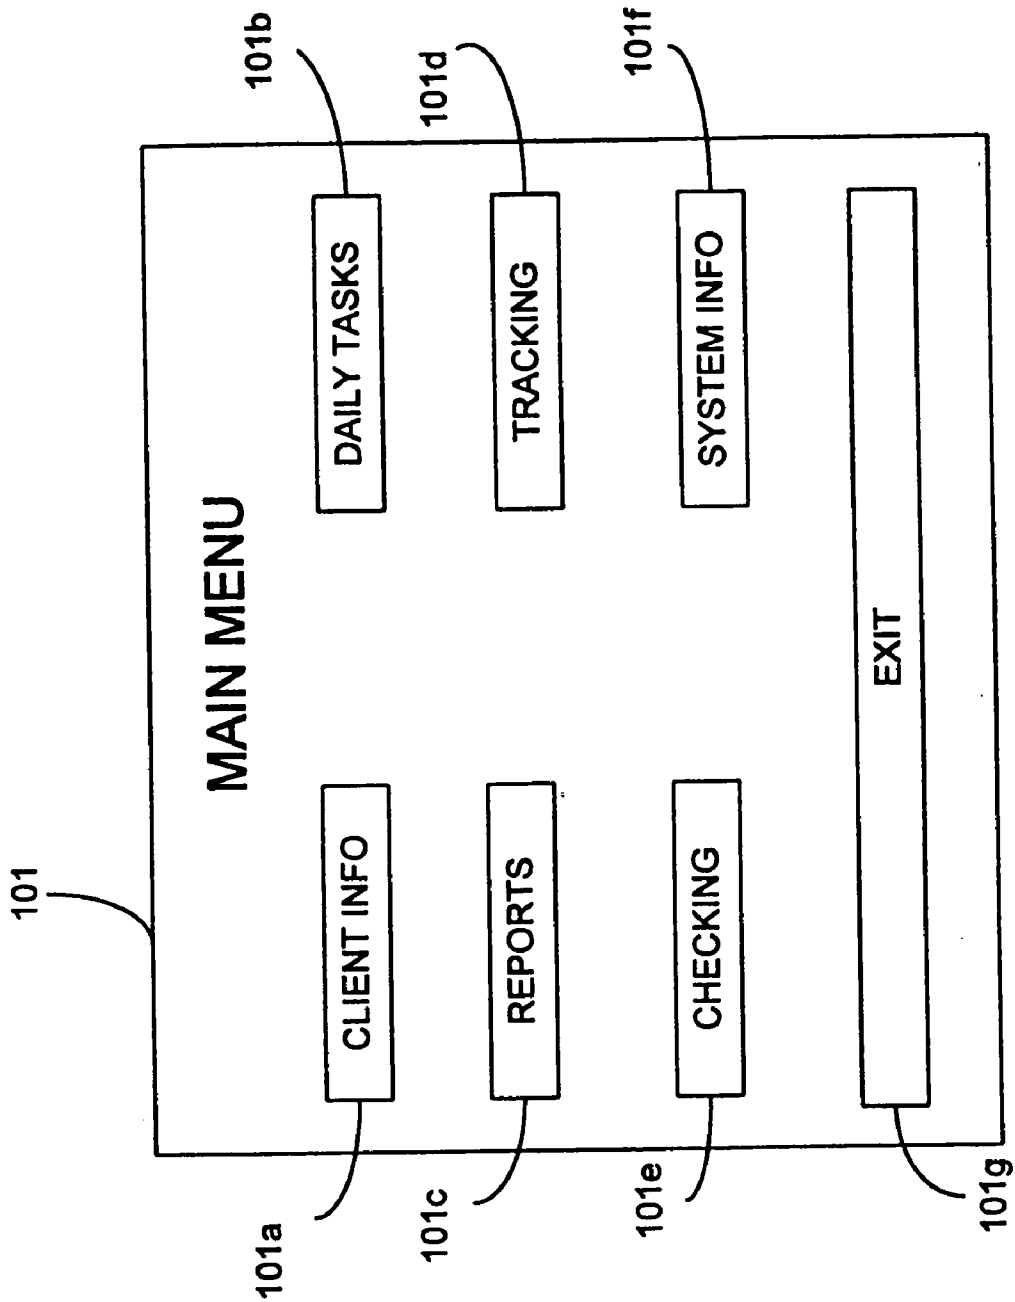 101
MAIN MENU
101a
CLIENT INFO
DAILY TASKS
101b
101c
REPORTS
TRACKING
101d
101e
CHECKING
SYSTEM INFO
101f
101g
EXIT